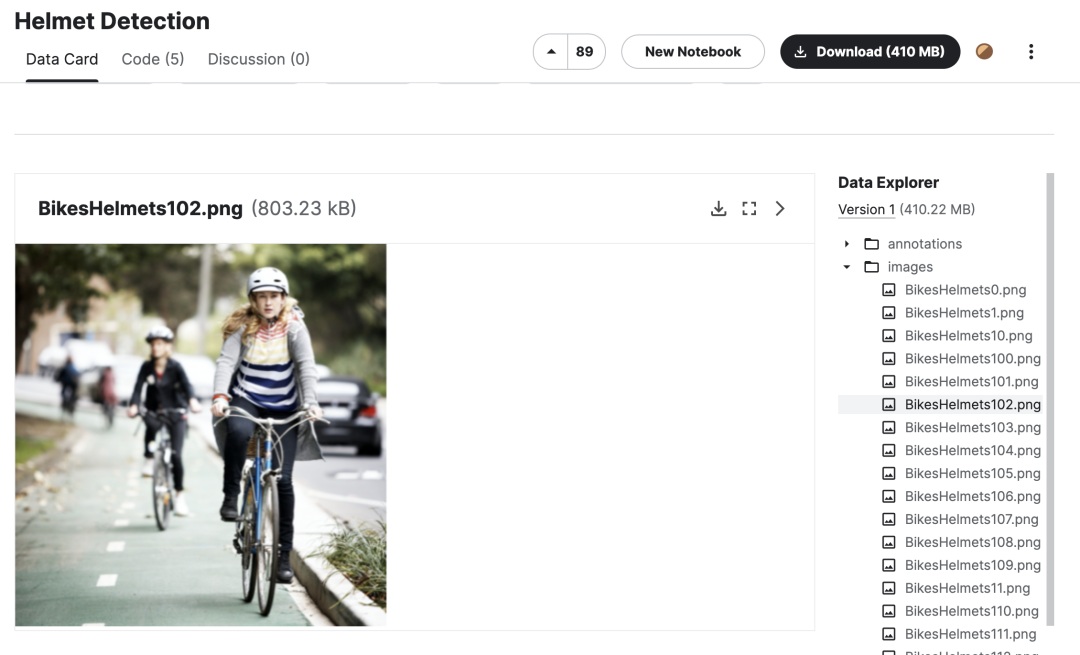 Helmet Detection
Data Card Code (5) Discussion (0)
89
New Notebook
Download (410 MB)
BikesHelmets102.png (803.23 kB)
Data Explorer
Version 1 (410.22 MB)
annotations
images
BikesHelmets0.png
BikesHelmets1.png
BikesHelmets10.png
BikesHelmets100.png
BikesHelmets101.png
BikesHelmets102.png
BikesHelmets103.png
BikesHelmets104.png
BikesHelmets105.png
BikesHelmets106.png
BikesHelmets107.png
BikesHelmets108.png
BikesHelmets109.png
BikesHelmets11.png
BikesHelmets110.png
BikesHelmets111.png